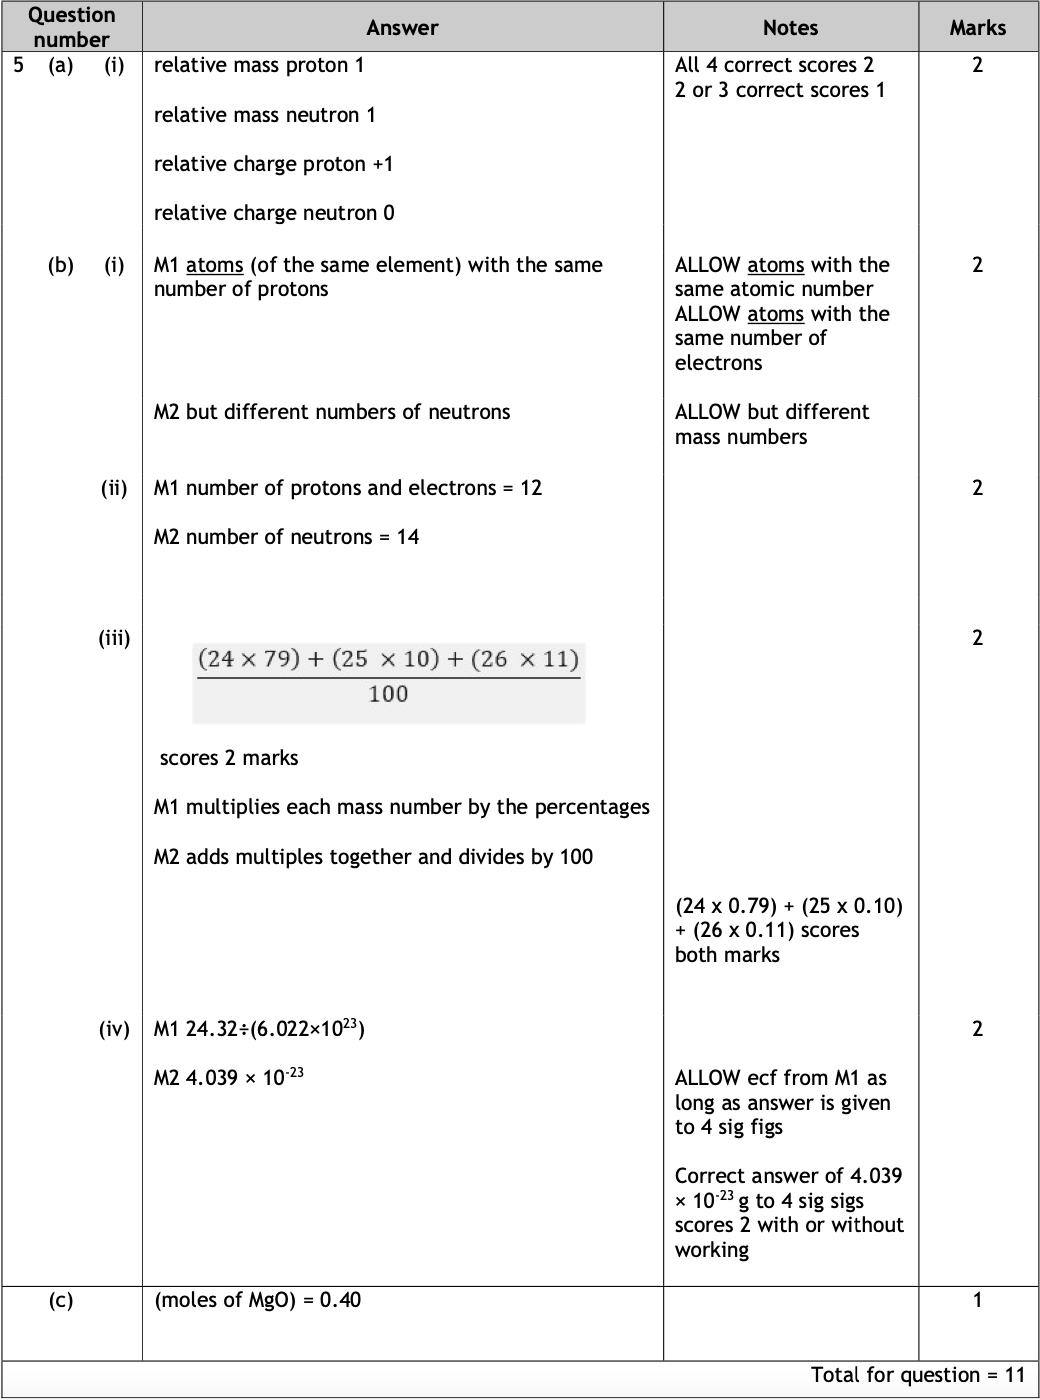 Question number Answer Notes Marks
5 (a) (i) relative mass proton 1 All 4 correct scores 2 2
2 or 3 correct scores 1
relative mass neutron 1
relative charge proton +1
relative charge neutron 0
(b) (i) M1 atoms (of the same element) with the same ALLOW atoms with the 2
number of protons same atomic number
ALLOW atoms with the
same number of
electrons
M2 but different numbers of neutrons ALLOW but different
mass numbers
(ii) M1 number of protons and electrons = 12 2
M2 number of neutrons = 14
(iii) 2
(24 × 79) + (25 × 10) + (26 × 11)
100
scores 2 marks
M1 multiplies each mass number by the percentages
M2 adds multiples together and divides by 100
(24 x 0.79) + (25 x 0.10)
+ (26 x 0.11) scores
both marks
(iv) M1 24.32÷(6.022×10²³) 2
M2 4.039 × 10⁻²³ ALLOW ecf from M1 as
long as answer is given
to 4 sig figs
Correct answer of 4.039
× 10⁻²³ g to 4 sig sigs
scores 2 with or without
working
(c) (moles of MgO) = 0.40 1
Total for question = 11